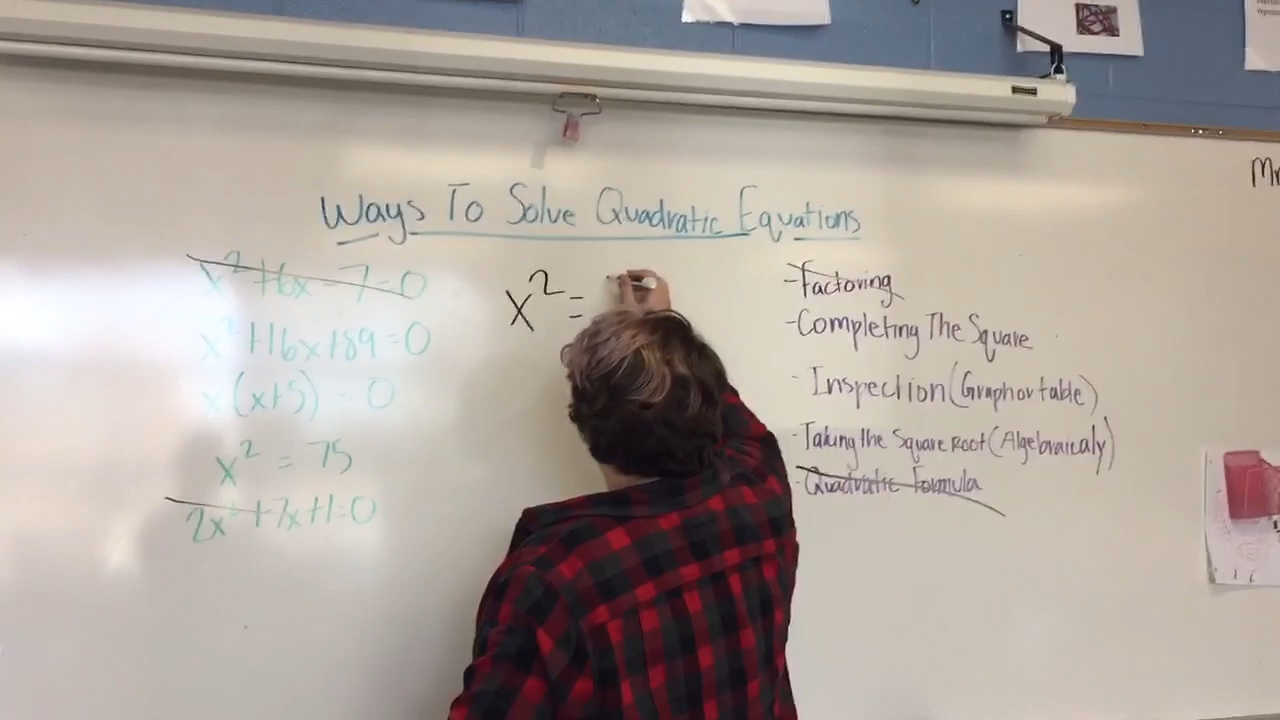 Ways To Solve Quadratic Equations
x² + 6x - 7 = 0
x² + 16x + 89 = 0
x(x+5) = 0
x² = 75
2x² + 7x + 1 = 0
x² =
- Factoring
- Completing The Square
- Inspection (Graph or table)
- Taking the Square Root (Algebraicaly)
- Quadratic Formula